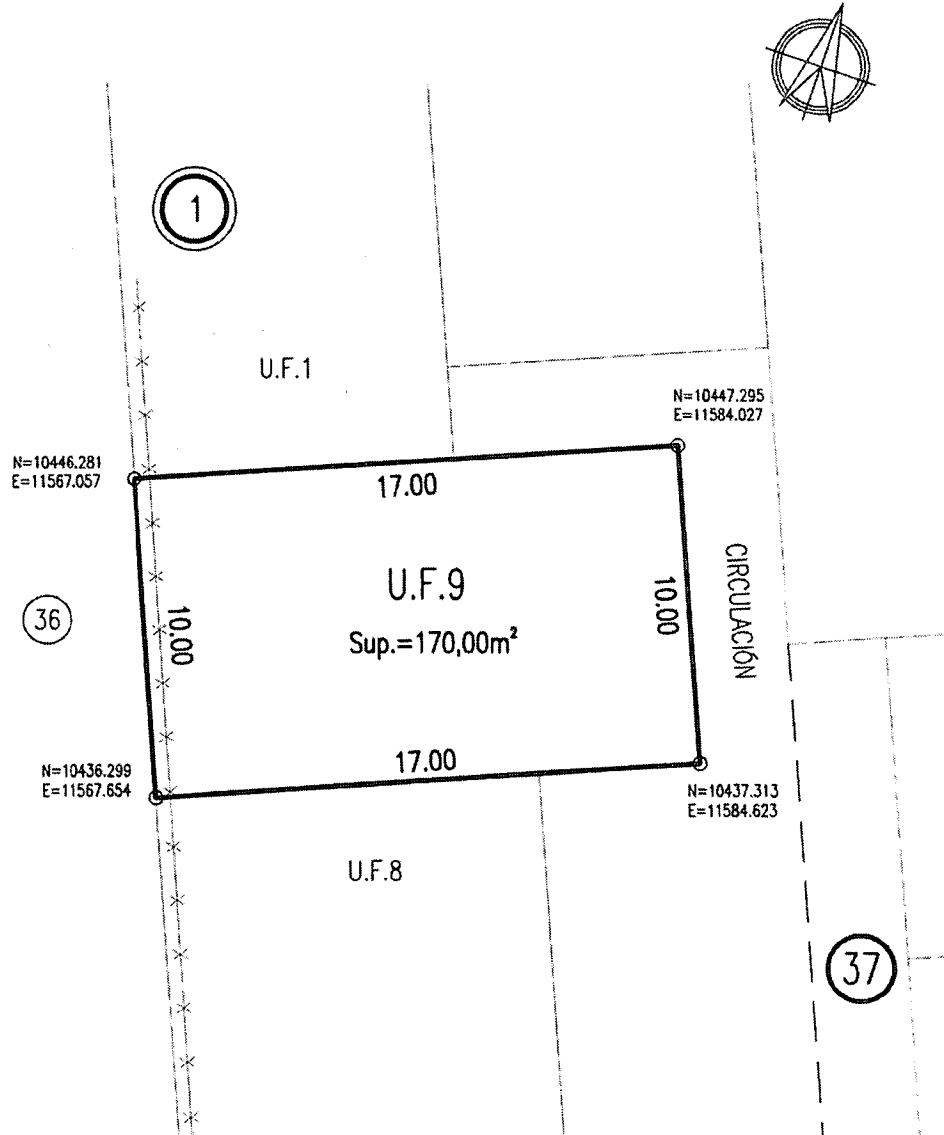 1
U.F.1
N=10447.295
E=11584.027
N=10446.281
E=11567.057
17.00
CIRCULACIÓN
U.F.9
36
10.00
10.00
Sup.=170,00m²
17.00
N=10436.299
E=11567.654
N=10437.313
E=11584.623
U.F.8
37